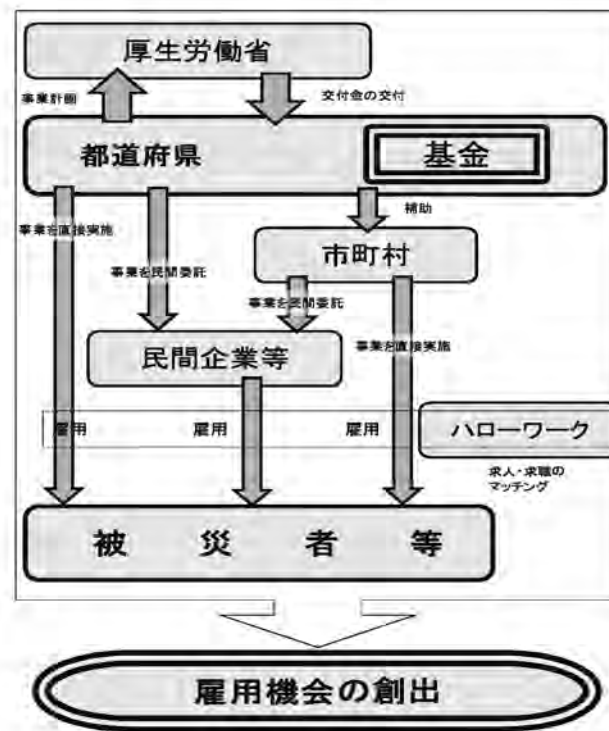 厚生労働省
事業計画
交付金の交付
都道府県
基金
事業を直接実施
補助
市町村
事業を民間委託
事業を民間委託
事業を直接実施
民間企業等
雇用
雇用
雇用
ハローワーク
求人・求職の
マッチング
被災者等
雇用機会の創出